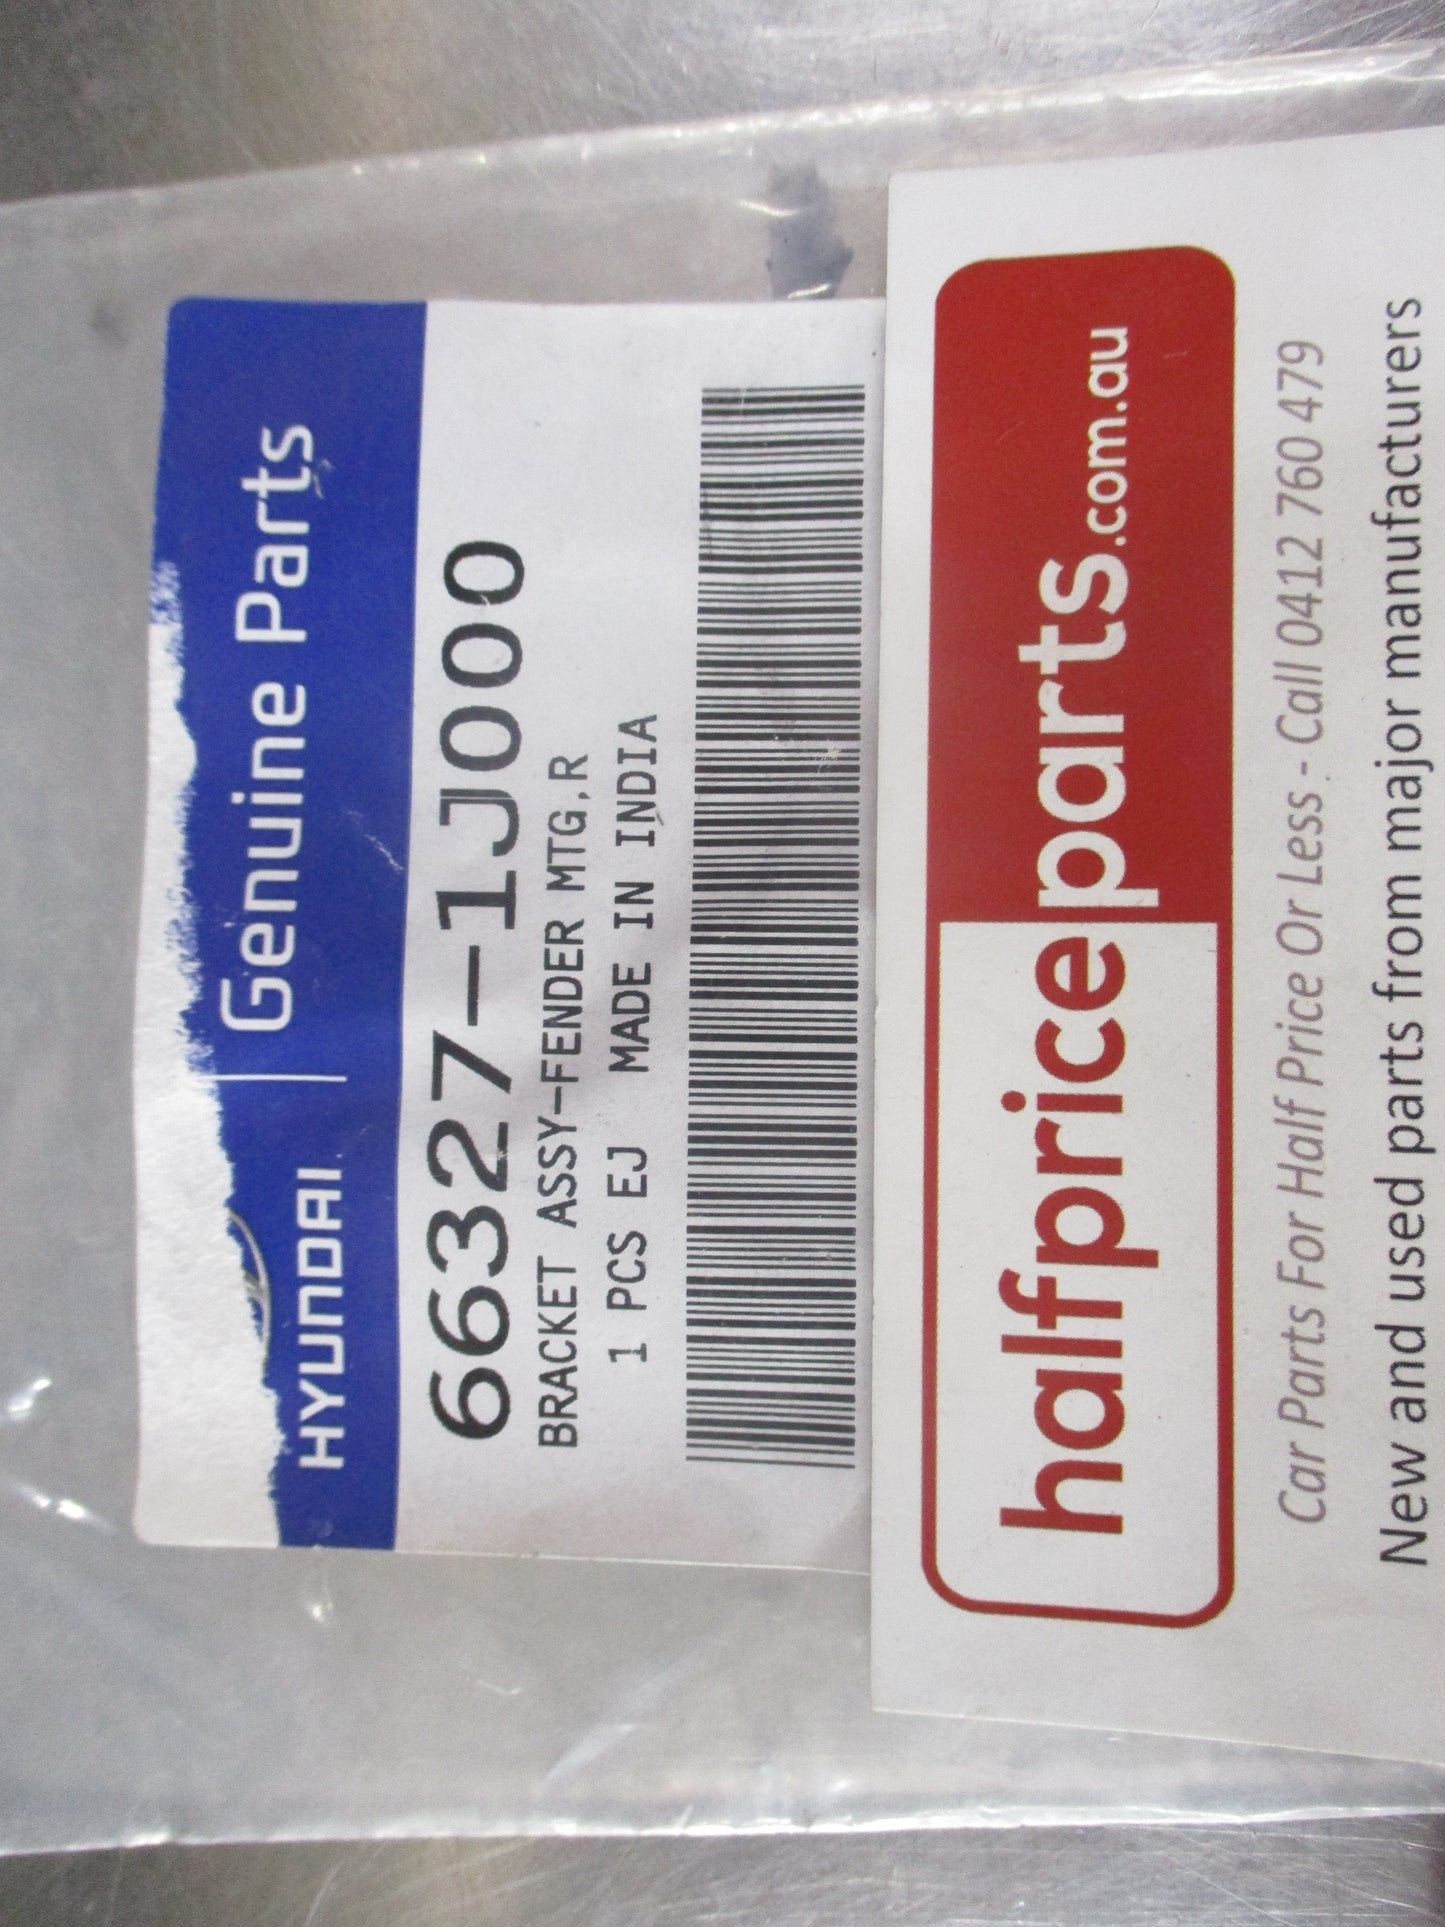 HYUNDAI | Genuine Parts
66327-1J000
BRACKET ASSY-FENDER MTG,R
1 PCS EJ MADE IN INDIA
halfpriceparts.com.au
Car Parts For Half Price Or Less - Call 0412 760 479
New and used parts from major manufacturers